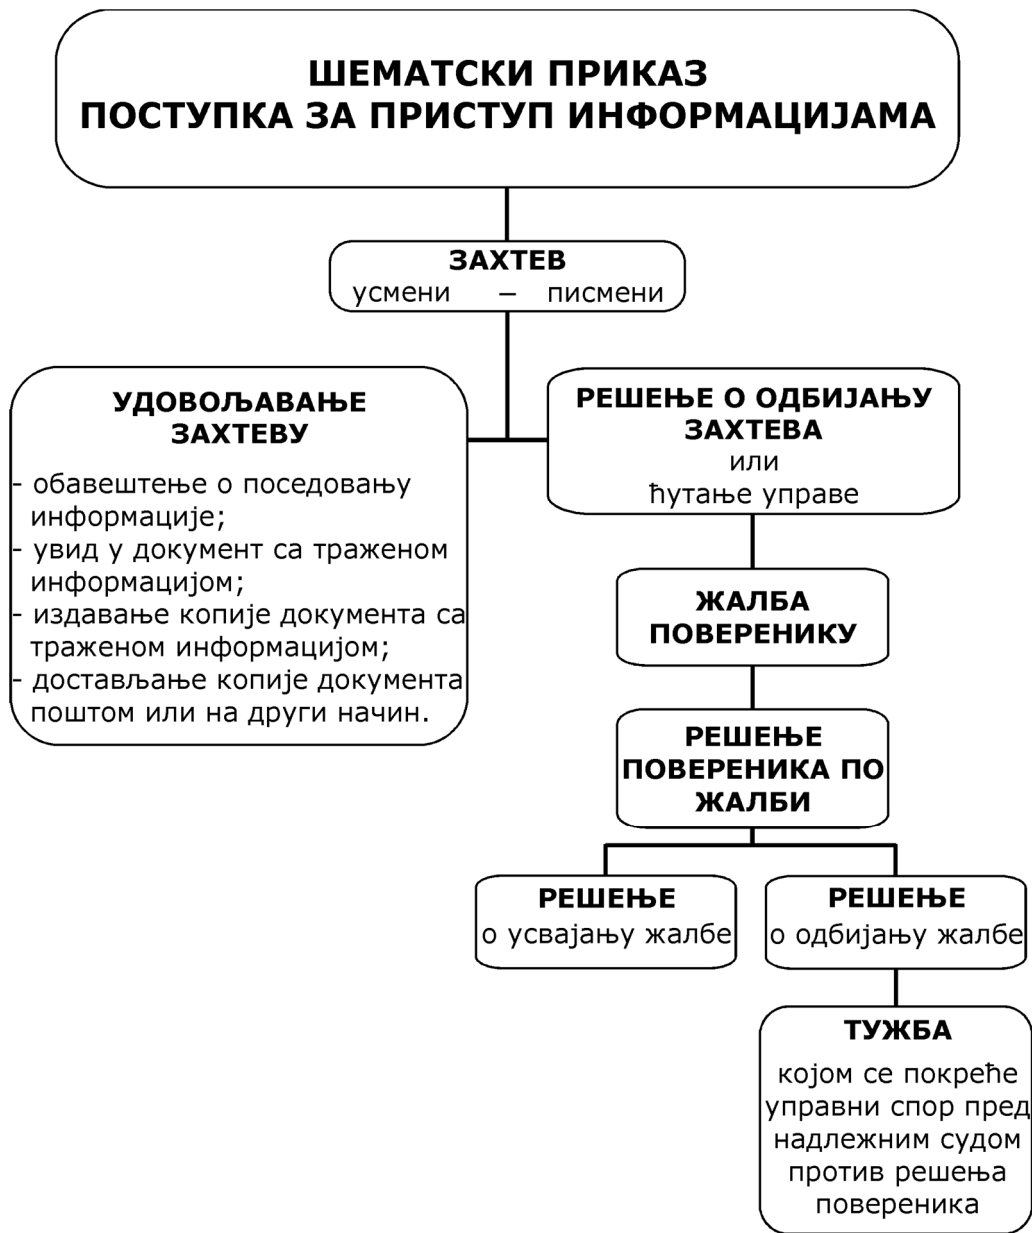 ШЕМАТСКИ ПРИКАЗ
ПОСТУПКА ЗА ПРИСТУП ИНФОРМАЦИЈАМА
ЗАХТЕВ
усмени – писмени
УДОВОЉАВАЊЕ
ЗАХТЕВУ
- обавештење о поседовању
информације;
- увид у документ са траженом
информацијом;
- издавање копије документа са
траженом информацијом;
- достављање копије документа
поштом или на други начин.
РЕШЕЊЕ О ОДБИЈАЊУ
ЗАХТЕВА
или
ћутање управе
ЖАЛБА
ПОВЕРЕНИКУ
РЕШЕЊЕ
ПОВЕРЕНИКА ПО
ЖАЛБИ
РЕШЕЊЕ
о усвајању жалбе
РЕШЕЊЕ
о одбијању жалбе
ТУЖБА
којом се покреће
управни спор пред
надлежним судом
против решења
повереника